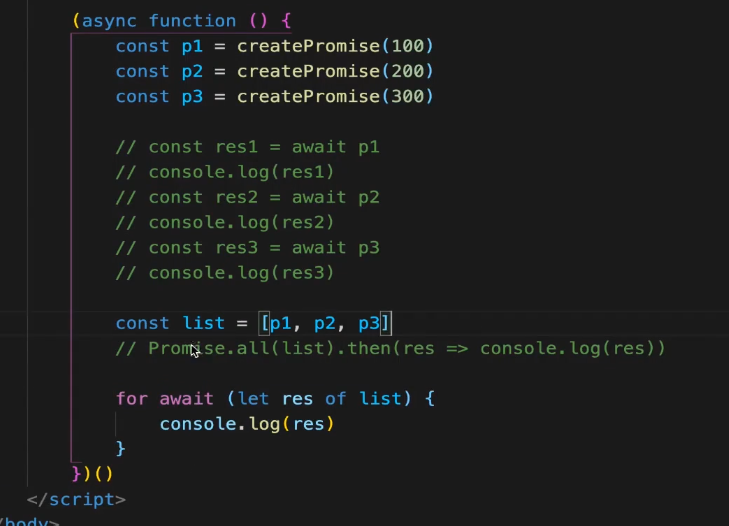 (async function () {
const p1 = createPromise(100)
const p2 = createPromise(200)
const p3 = createPromise(300)
// const res1 = await p1
// console.log(res1)
// const res2 = await p2
// console.log(res2)
// const res3 = await p3
// console.log(res3)
const list = [p1, p2, p3]
// Promise.all(list).then(res => console.log(res))
for await (let res of list) {
console.log(res)
}
})()
</script>
/body>